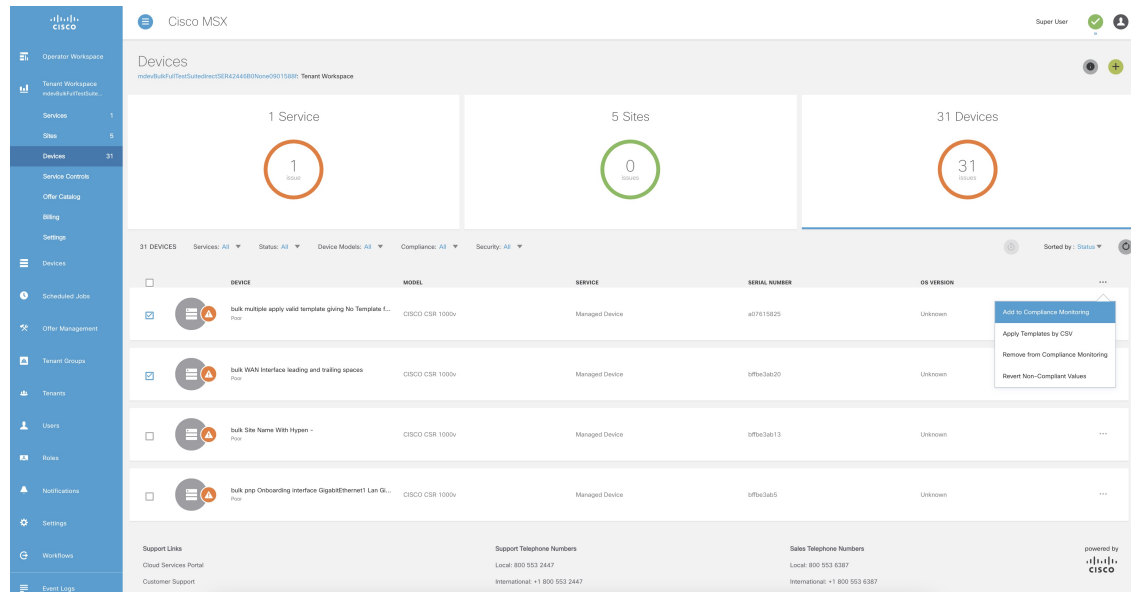 CISCO
Cisco MSX
Super User
Operator Workspace
Tenant Workspace
mdevBulkFullTestSuite...
Services 1
Sites 5
Devices 31
Service Controls
Offer Catalog
Billing
Settings
Devices
Scheduled Jobs
Offer Management
Tenant Groups
Tenants
Users
Roles
Notifications
Settings
Workflows
Event Logs
Devices
Tenant Workspace
1 Service
1
issue
5 Sites
0
issues
31 Devices
31
issues
31 DEVICES Services: All Status: All Device Models: All Compliance: All Security: All Sorted by : Status
DEVICE MODEL SERVICE SERIAL NUMBER OS VERSION ...
bulk multiple apply valid template giving No Template f... CISCO CSR 1000v Managed Device e07615825 Unknown
Poor
Add to Compliance Monitoring
Apply Templates by CSV
Remove from Compliance Monitoring
Revert Non-Compliant Values
bulk WAN Interface leading and trailing spaces CISCO CSR 1000v Managed Device bffbe3ab20 Unknown
Poor
bulk Site Name With Hypen - CISCO CSR 1000v Managed Device bffbe3ab13 Unknown ...
Poor
bulk pnp Onboarding interface GigabitEthernet1 Lan Gi... CISCO CSR 1000v Managed Device bffbe3ab5 Unknown ...
Poor
Support Links
Cloud Services Portal
Customer Support
Support Telephone Numbers
Local: 800 553 2447
International: +1 800 553 2447
Sales Telephone Numbers
Local: 800 553 6387
International: +1 800 553 6387
powered by
CISCO